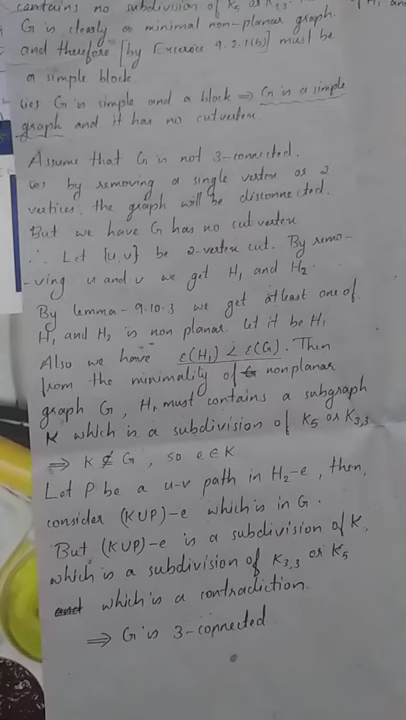 contains no subdivision of K5 or K3,3.
G is clearly a minimal non-planar graph.
and therefore [by Exercice 9.2.1(b)] must be
a simple block.
ie) G is simple and a block ⇒ G is a simple
graph and it has no cutvertex
Assume that G is not 3-connected.
ie) by removing a single vertex or 2
vertices, the graph will be disconnected.
But we have G has no cut vertex
∴ Let {u,v} be 2-vertex cut. By remo-
-ving u and v we get H1 and H2.
By lemma-9.10.3 we get atleast one of
H1 and H2 is non planar. Let it be H1
Also we have ε(H1) < ε(G). Then
from the minimality of nonplanar
graph G, H1 must contains a subgraph
K which is a subdivision of K5 or K3,3
⇒ K ⊄ G, so e ∈ K
Let P be a u-v path in H2-e, then,
consider (K∪P)-e which is in G.
But (K∪P)-e is a subdivision of K,
which is a subdivision of K3,3 or K5
which is a contradiction.
⇒ G is 3-connected